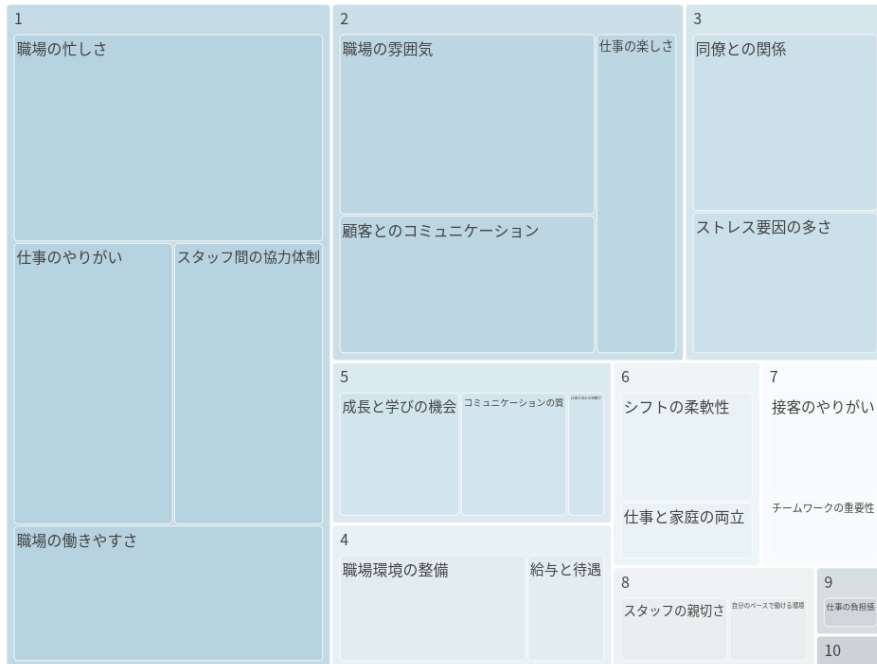 1
職場の忙しさ
仕事のやりがい
スタッフ間の協力体制
職場の働きやすさ
2
職場の雰囲気
仕事の楽しさ
顧客とのコミュニケーション
3
同僚との関係
ストレス要因の多さ
5
成長と学びの機会
コミュニケーションの質
4
職場環境の整備
給与と待遇
6
シフトの柔軟性
仕事と家庭の両立
7
接客のやりがい
チームワークの重要性
8
スタッフの親切さ
自分のペースで働ける環境
9
仕事の負担感
10